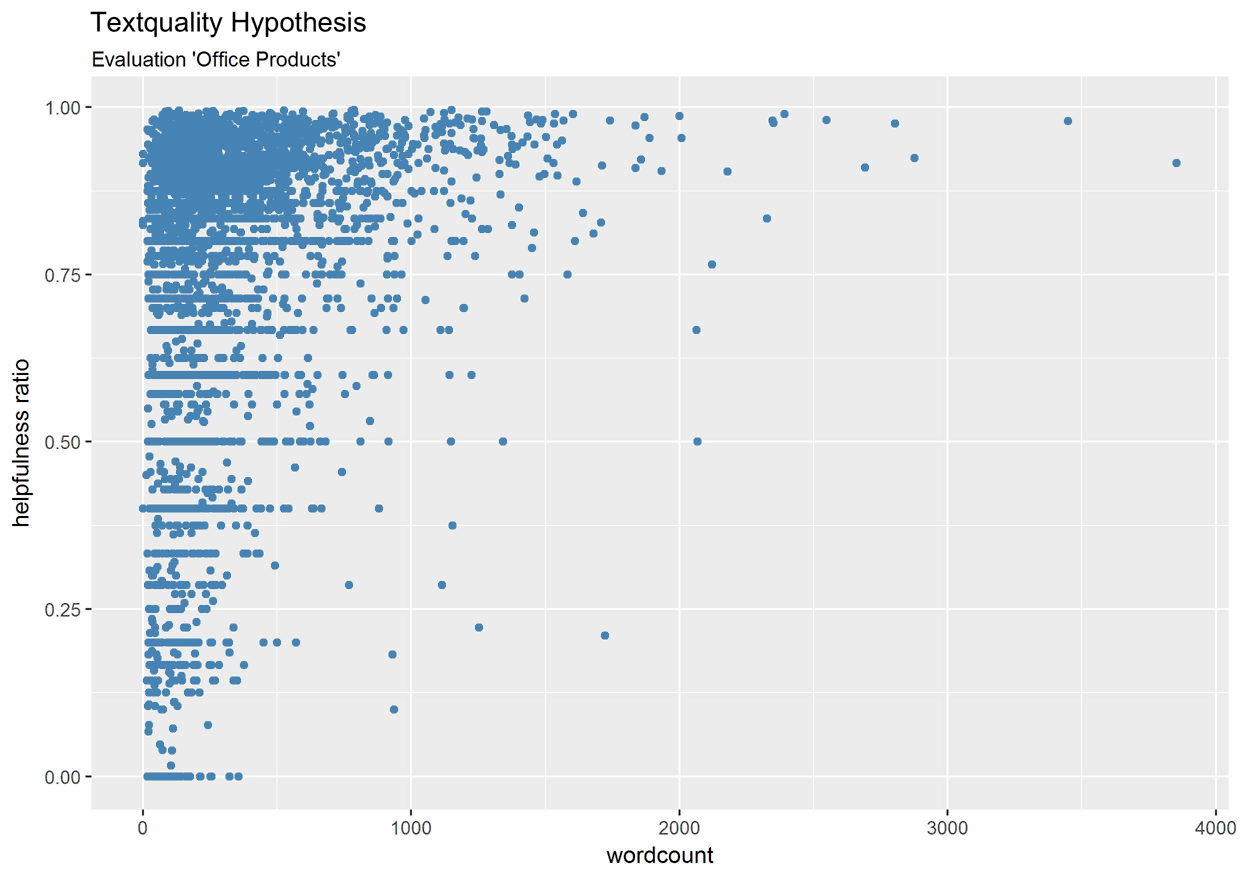 Textquality Hypothesis
Evaluation 'Office Products'
1.00
0.75
0.50
0.25
0.00
helpfulness ratio
0 1000 2000 3000 4000
wordcount